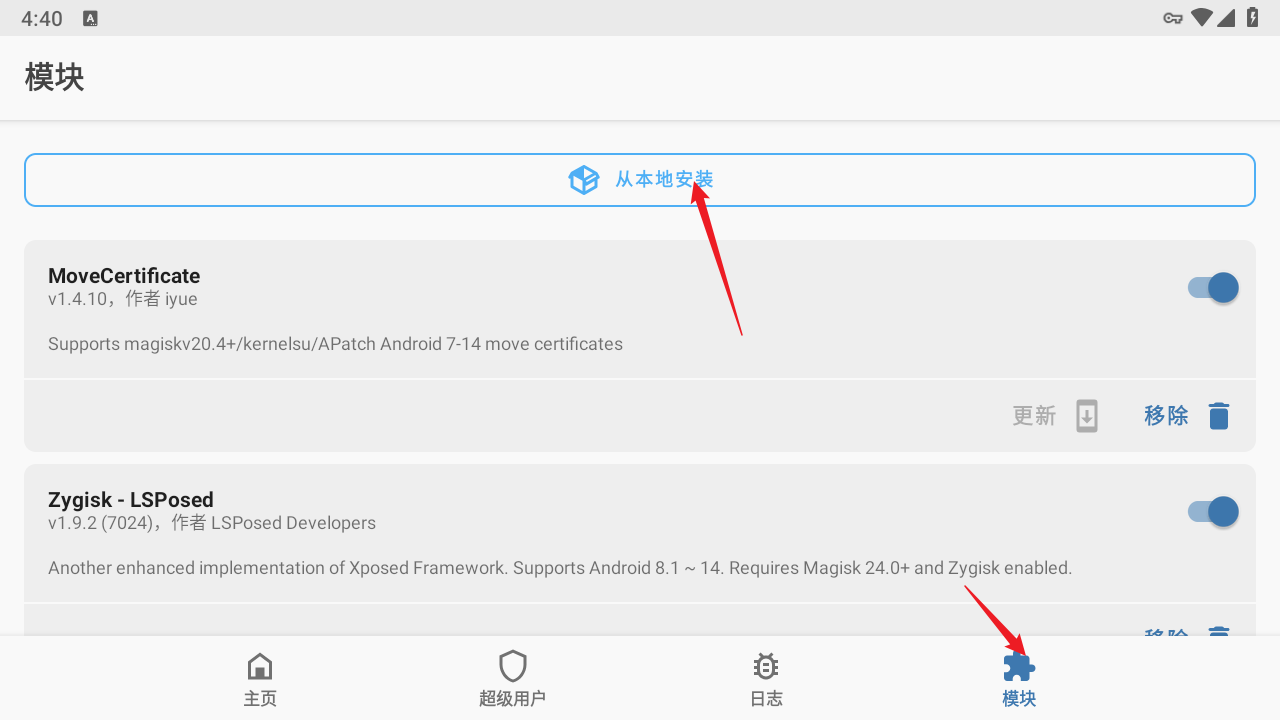 4:40
模块
从本地安装
MoveCertificate
v1.4.10，作者 iyue
Supports magiskv20.4+/kernelsu/APatch Android 7-14 move certificates
更新 移除
Zygisk - LSPosed
v1.9.2 (7024)，作者 LSPosed Developers
Another enhanced implementation of Xposed Framework. Supports Android 8.1 ~ 14. Requires Magisk 24.0+ and Zygisk enabled.
移除
主页 超级用户 日志 模块